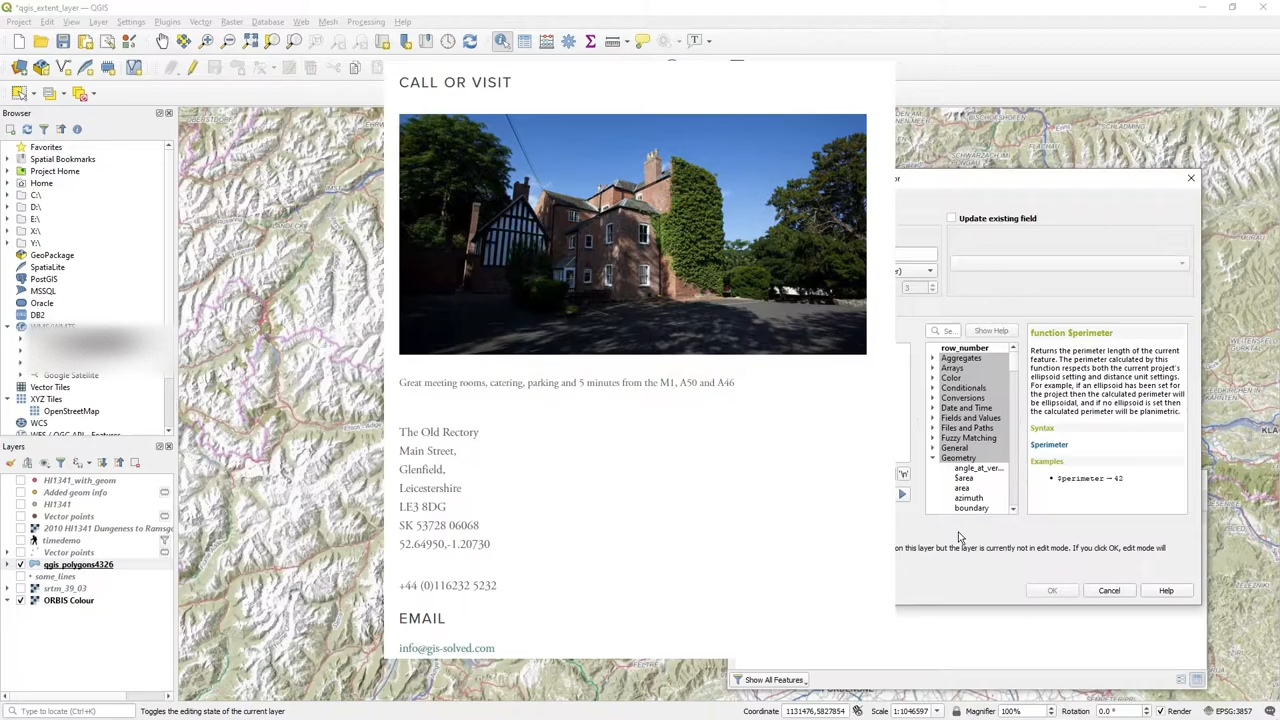 *qgis_extent_layer — QGIS
Project Edit View Layer Settings Plugins Vector Raster Database Web Mesh Processing Help
Browser
Favorites
Spatial Bookmarks
Project Home
Home
C:\
D:\
E:\
X:\
Y:\
GeoPackage
SpatiaLite
PostGIS
MSSQL
Oracle
DB2
WMS/WMTS
Google Satellite
Vector Tiles
XYZ Tiles
OpenStreetMap
WCS
WFS / OGC API - Features
Layers
HI1341_with_geom
Added geom info
HI1341
Vector points
2010 HI1341 Dungeness to Ramsg
timedemo
Vector points
qgis_polygons4326
some_lines
srtm_39_03
ORBIS Colour
CALL OR VISIT
Great meeting rooms, catering, parking and 5 minutes from the M1, A50 and A46
The Old Rectory
Main Street,
Glenfield,
Leicestershire
LE3 8DG
SK 53728 06068
52.64950,-1.20730
+44 (0)116232 5232
EMAIL
info@gis-solved.com
Update existing field
3
Se...
Show Help
row_number
Aggregates
Arrays
Color
Conditionals
Conversions
Date and Time
Fields and Values
Files and Paths
Fuzzy Matching
General
Geometry
angle_at_ver...
$area
area
azimuth
boundary
'\n'
function $perimeter
Returns the perimeter length of the current
feature. The perimeter calculated by this
function respects both the current project's
ellipsoid setting and distance unit settings.
For example, if an ellipsoid has been set for
the project then the calculated perimeter will
be ellipsoidal, and if no ellipsoid is set then
the calculated perimeter will be planimetric.
Syntax
$perimeter
Examples
• $perimeter → 42
on this layer but the layer is currently not in edit mode. If you click OK, edit mode will
OK Cancel Help
Show All Features
Type to locate (Ctrl+K) Toggles the editing state of the current layer Coordinate 1131476,5827854 Scale 1:1046597 Magnifier 100% Rotation 0.0 ° Render EPSG:3857